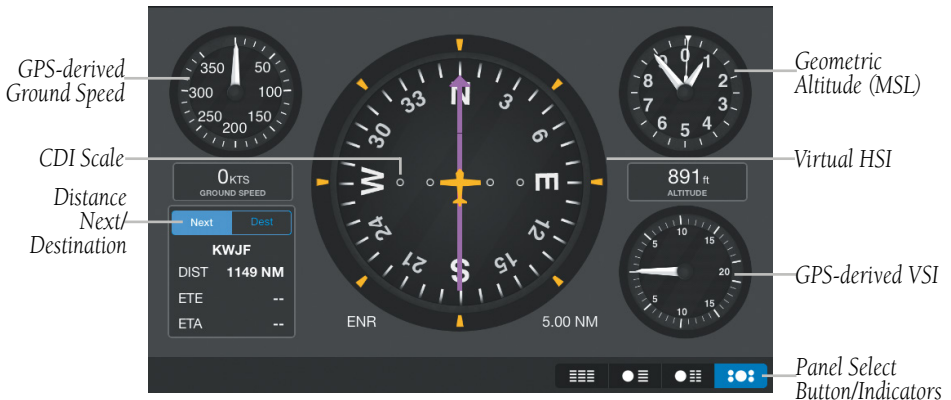 GPS-derived
Ground Speed
CDI Scale
Distance
Next/
Destination
350
50
300
100
250
150
200
0KTS
GROUND SPEED
Next
Dest
KWJF
DIST 1149 NM
ETE --
ETA --
N
3
6
E
12
15
S
21
24
W
30
33
ENR
5.00 NM
0
1
2
3
4
5
6
7
8
891ft
ALTITUDE
5
10
15
20
5
10
15
Geometric
Altitude (MSL)
Virtual HSI
GPS-derived VSI
Panel Select
Button/Indicators